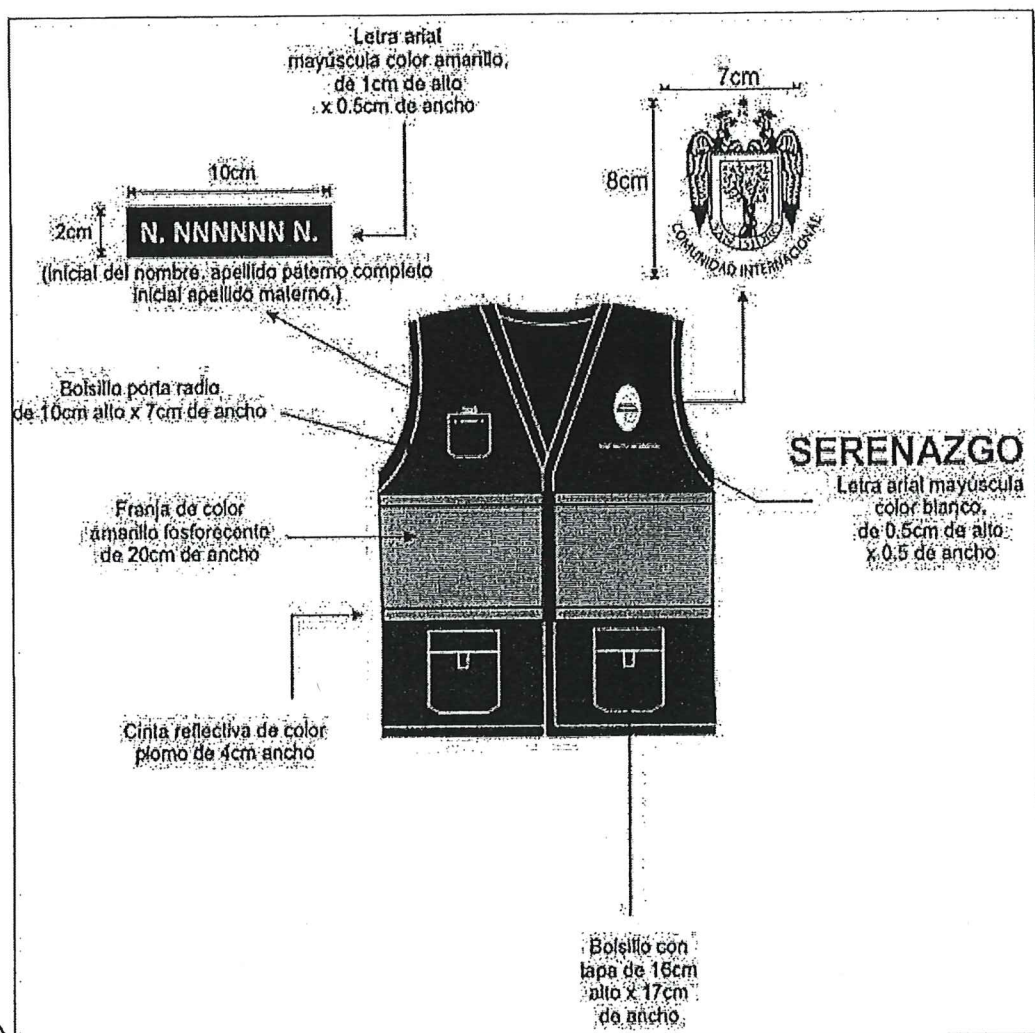 Letra arial
mayúscula color amarillo,
de 1cm de alto
x 0.5cm de ancho
10cm
2cm
N. NNNNNN N.
(inicial del nombre, apellido paterno completo
inicial apellido materno.)
7cm
8cm
SAN ISIDRO
COMUNIDAD INTERNACIONAL
Bolsillo porta radio
de 10cm alto x 7cm de ancho
SERENAZGO
Letra arial mayúscula
color blanco,
de 0.5cm de alto
x 0.5 de ancho
Franja de color
amarillo fosforecente
de 20cm de ancho
Cinta reflectiva de color
plomo de 4cm ancho
Bolsillo con
tapa de 16cm
alto x 17cm
de ancho